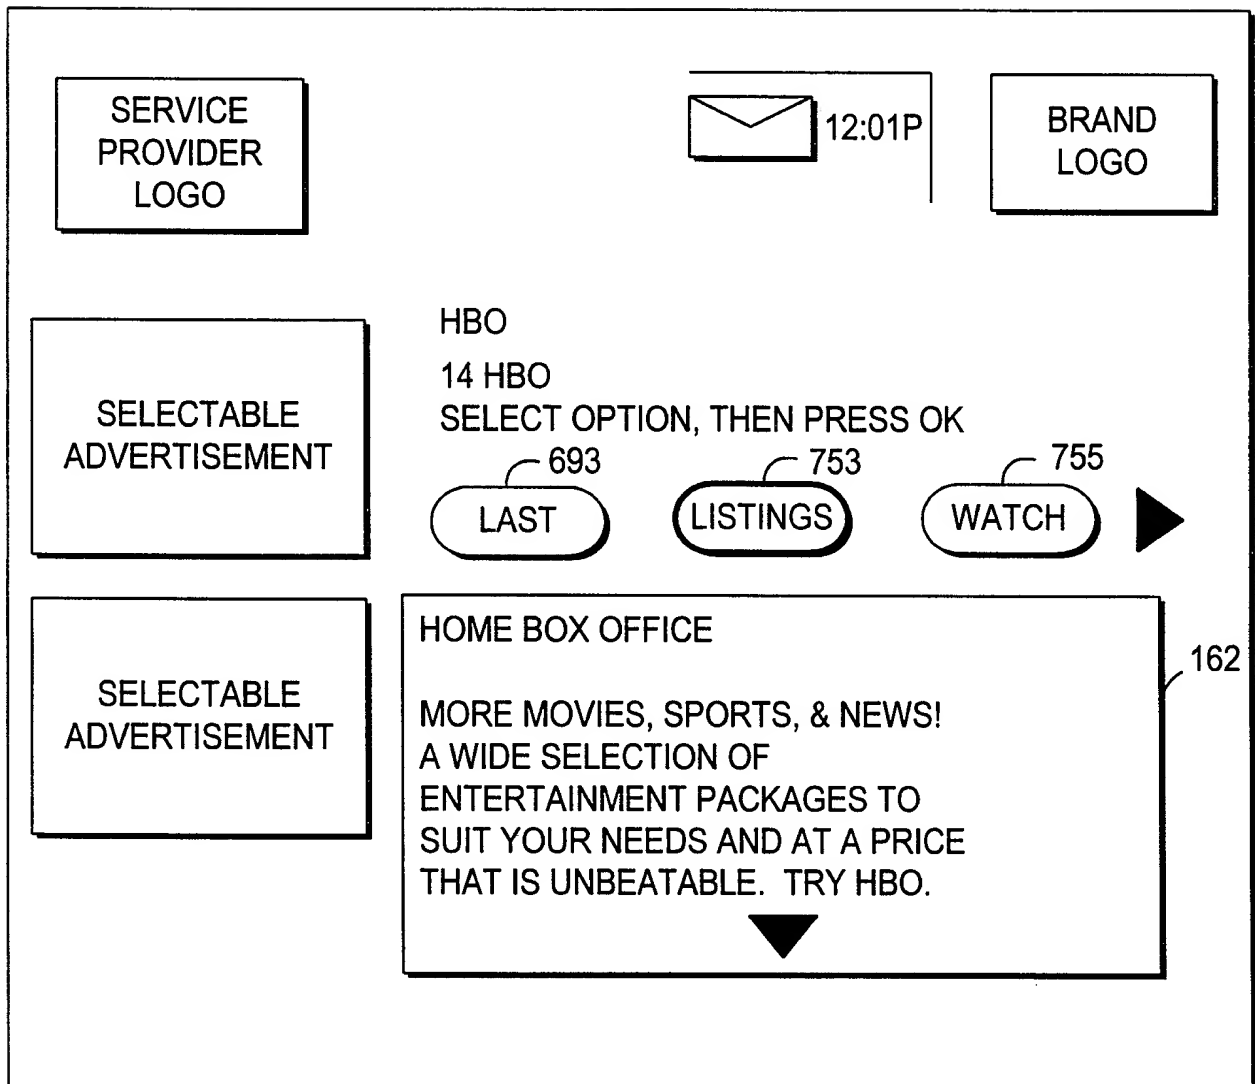 SERVICE
PROVIDER
LOGO
12:01P
BRAND
LOGO
SELECTABLE
ADVERTISEMENT
HBO
14 HBO
SELECT OPTION, THEN PRESS OK
693
753
755
LAST
LISTINGS
WATCH
SELECTABLE
ADVERTISEMENT
HOME BOX OFFICE
MORE MOVIES, SPORTS, & NEWS!
A WIDE SELECTION OF
ENTERTAINMENT PACKAGES TO
SUIT YOUR NEEDS AND AT A PRICE
THAT IS UNBEATABLE. TRY HBO.
162